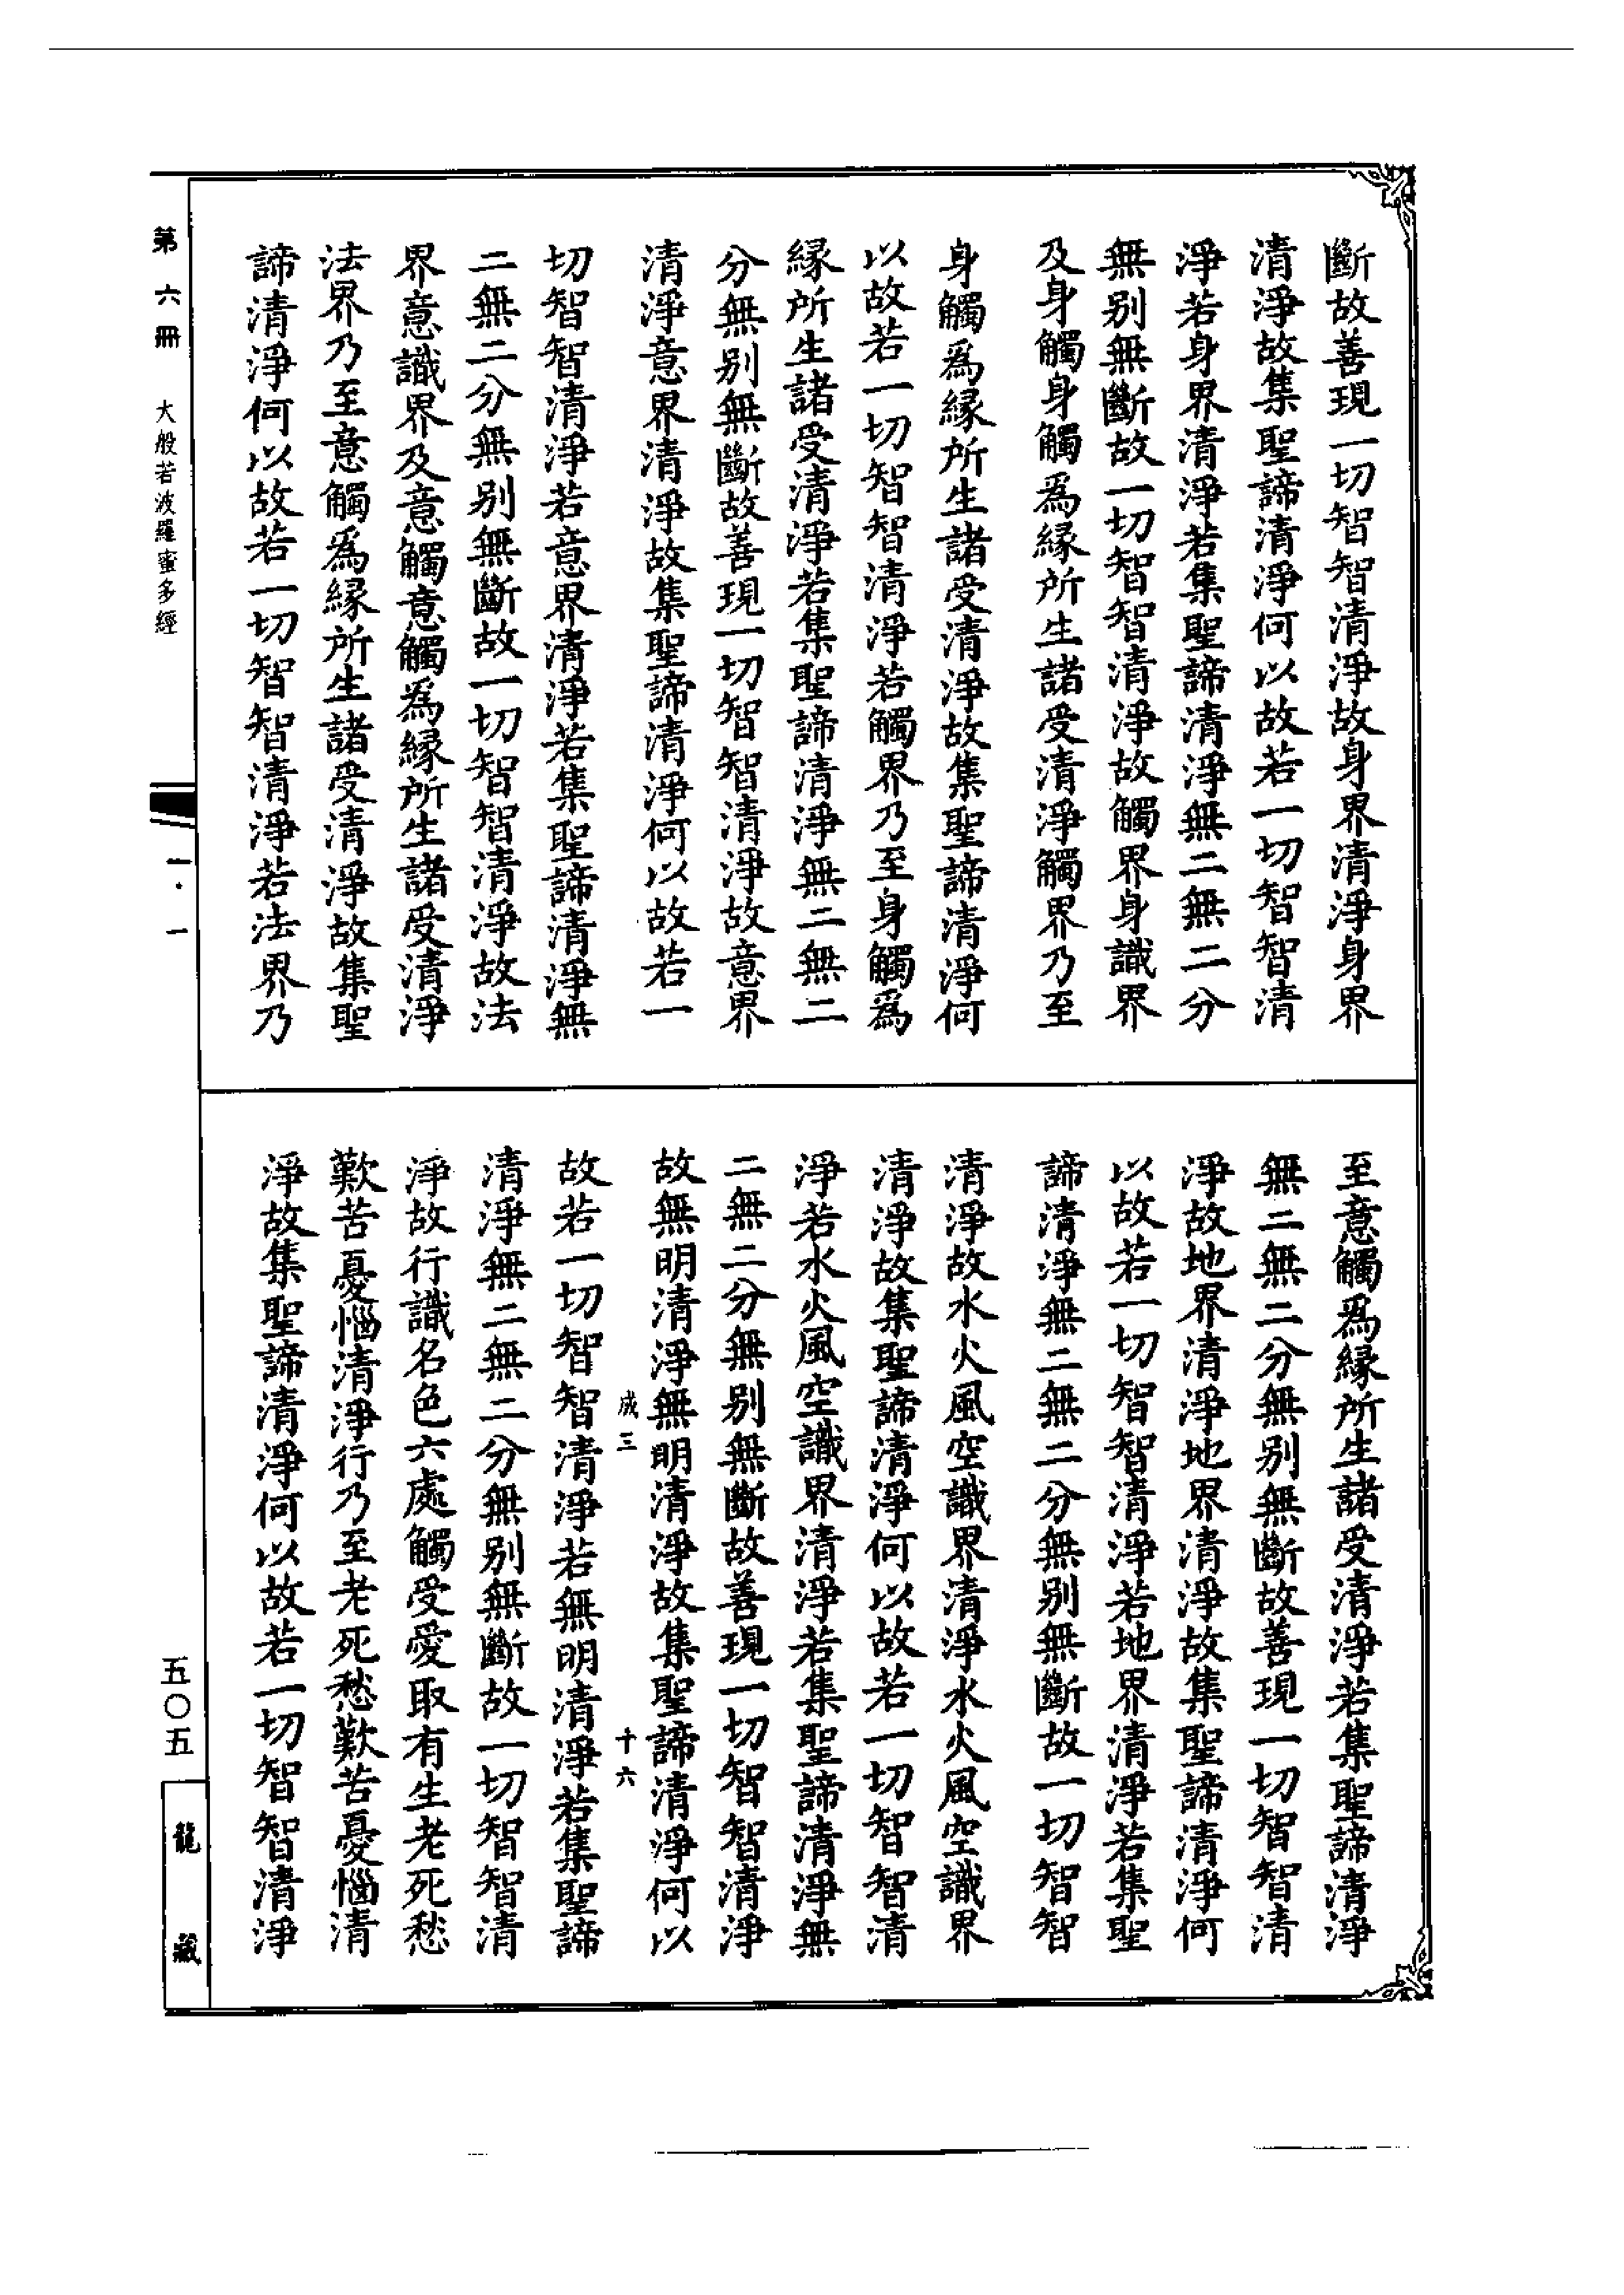 斷故善現一切智智清淨故身界清淨身界
清淨故集聖諦清淨何以故若一切智智清
淨若身界清淨若集聖諦清淨無二無二分
無別無斷故一切智智清淨故觸界身識界
及身觸身觸爲緣所生諸受清淨觸界乃至
身觸爲緣所生諸受清淨故集聖諦清淨何
以故若一切智智清淨若觸界乃至身觸爲
緣所生諸受清淨若集聖諦清淨無二無二
分無別無斷故善現一切智智清淨故意界
清淨意界清淨故集聖諦清淨何以故若一
切智智清淨若意界清淨若集聖諦清淨無
二無二分無別無斷故一切智智清淨故法
界意識界及意觸意觸爲緣所生諸受清淨
法界乃至意觸爲緣所生諸受清淨故集聖
諦清淨何以故若一切智智清淨若法界乃
至意觸爲緣所生諸受清淨若集聖諦清淨
無二無二分無別無斷故善現一切智智清
淨故地界清淨地界清淨故集聖諦清淨何
以故若一切智智清淨若地界清淨若集聖
諦清淨無二無二分無別無斷故一切智智
清淨故水火風空識界清淨水火風空識界
清淨故集聖諦清淨何以故若一切智智清
淨若水火風空識界清淨若集聖諦清淨無
二無二分無別無斷故善現一切智智清淨
故無明清淨無明清淨故集聖諦清淨何以
咸三 十六
故若一切智智清淨若無明清淨若集聖諦
清淨無二無二分無別無斷故一切智智清
淨故行識名色六處觸受愛取有生老死愁
歎苦憂惱清淨行乃至老死愁歎苦憂惱清
淨故集聖諦清淨何以故若一切智智清淨
第六冊 大般若波羅蜜多經 一·一 五〇五 龍藏